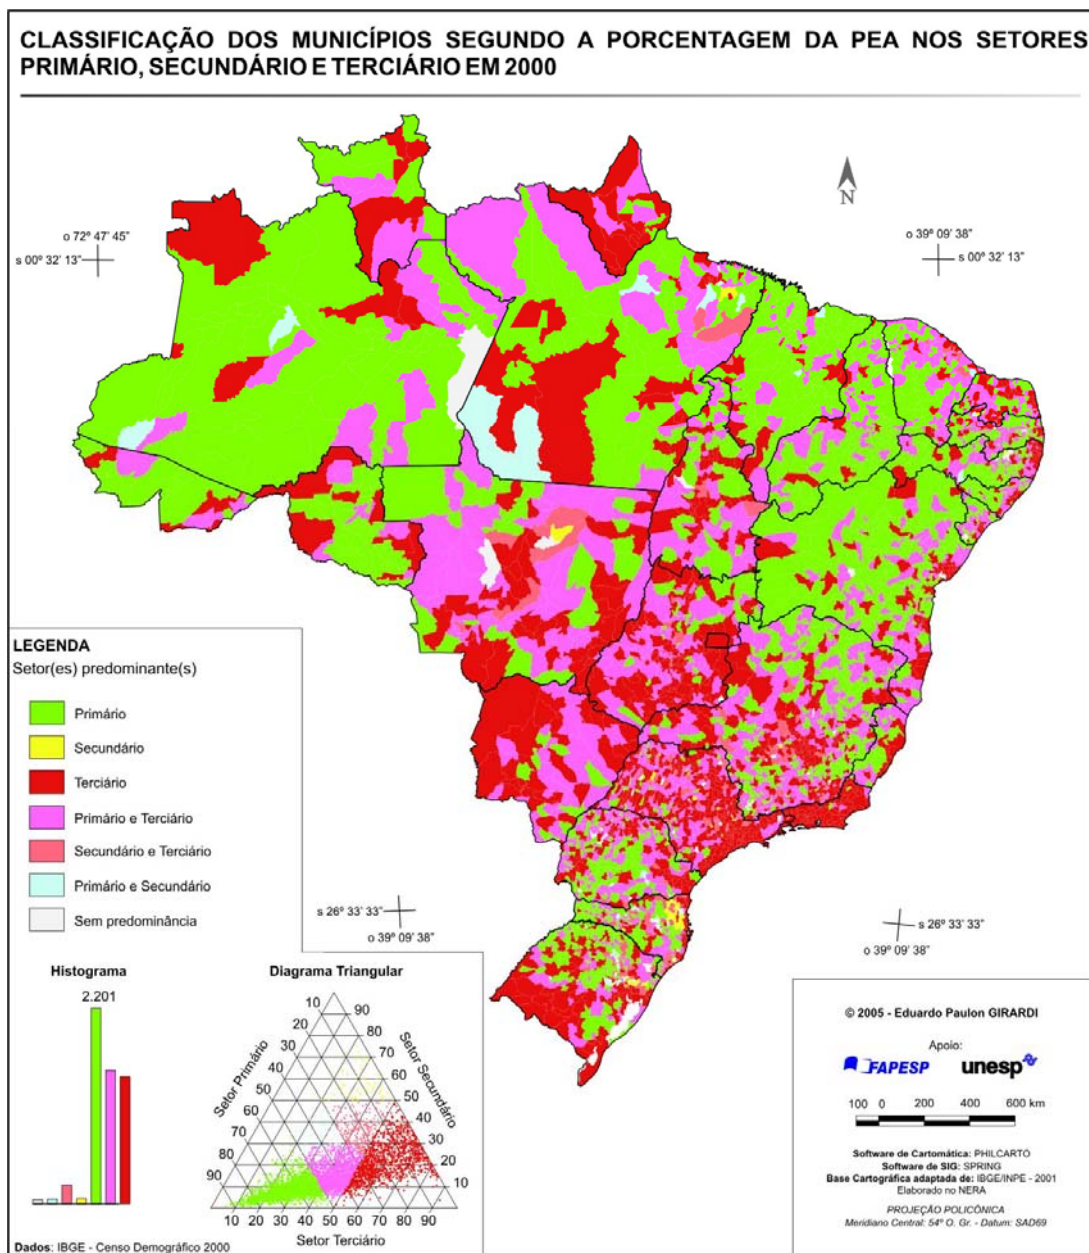 CLASSIFICAÇÃO DOS MUNICÍPIOS SEGUNDO A PORCENTAGEM DA PEA NOS SETORES
PRIMÁRIO, SECUNDÁRIO E TERCIÁRIO EM 2000
N
o 72º 47' 45"
s 00º 32' 13"
o 39º 09' 38"
s 00º 32' 13"
LEGENDA
Setor(es) predominante(s)
Primário
Secundário
Terciário
Primário e Terciário
Secundário e Terciário
Primário e Secundário
Sem predominância
s 26º 33' 33"
o 39º 09' 38"
s 26º 33' 33"
o 39º 09' 38"
Histograma
2.201
Diagrama Triangular
Setor Primário
10
20
30
40
50
60
70
80
90
Setor Secundário
90
80
70
60
50
40
30
20
10
10 20 30 40 50 60 70 80 90
Setor Terciário
Dados: IBGE - Censo Demográfico 2000
© 2005 - Eduardo Paulon GIRARDI
Apoio:
FAPESP unesp
100 0 200 400 600 km
Software de Cartomática: PHILCARTO
Software de SIG: SPRING
Base Cartográfica adaptada de: IBGE/INPE - 2001
Elaborado no NERA
PROJEÇÃO POLICÔNICA
Meridiano Central: 54º O. Gr. - Datum: SAD69